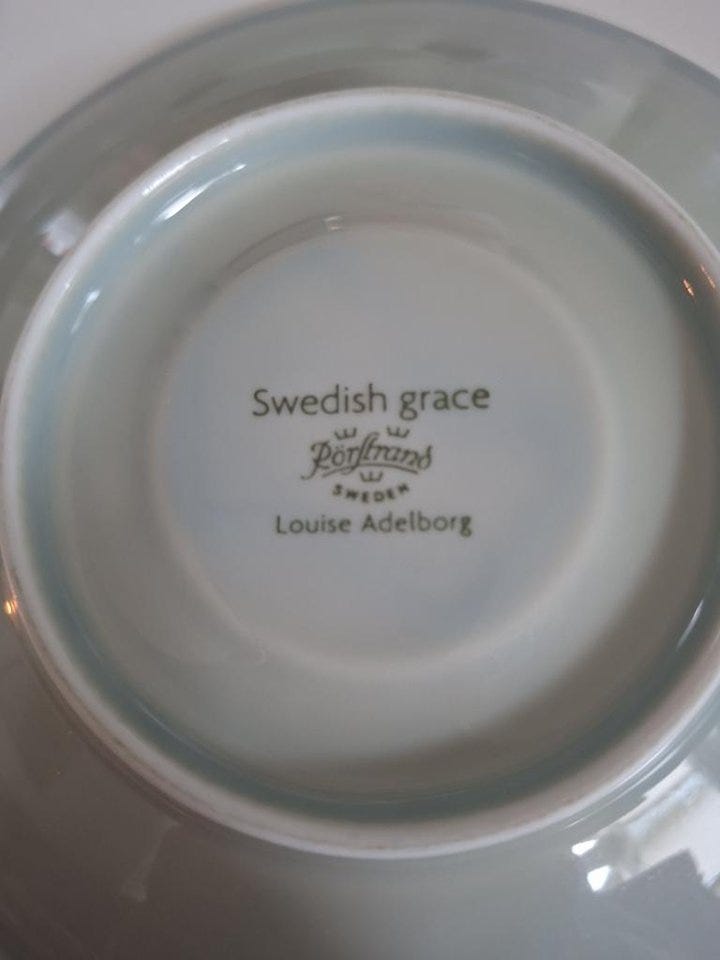 Swedish grace
Rörstrand
SWEDEN
Louise Adelborg